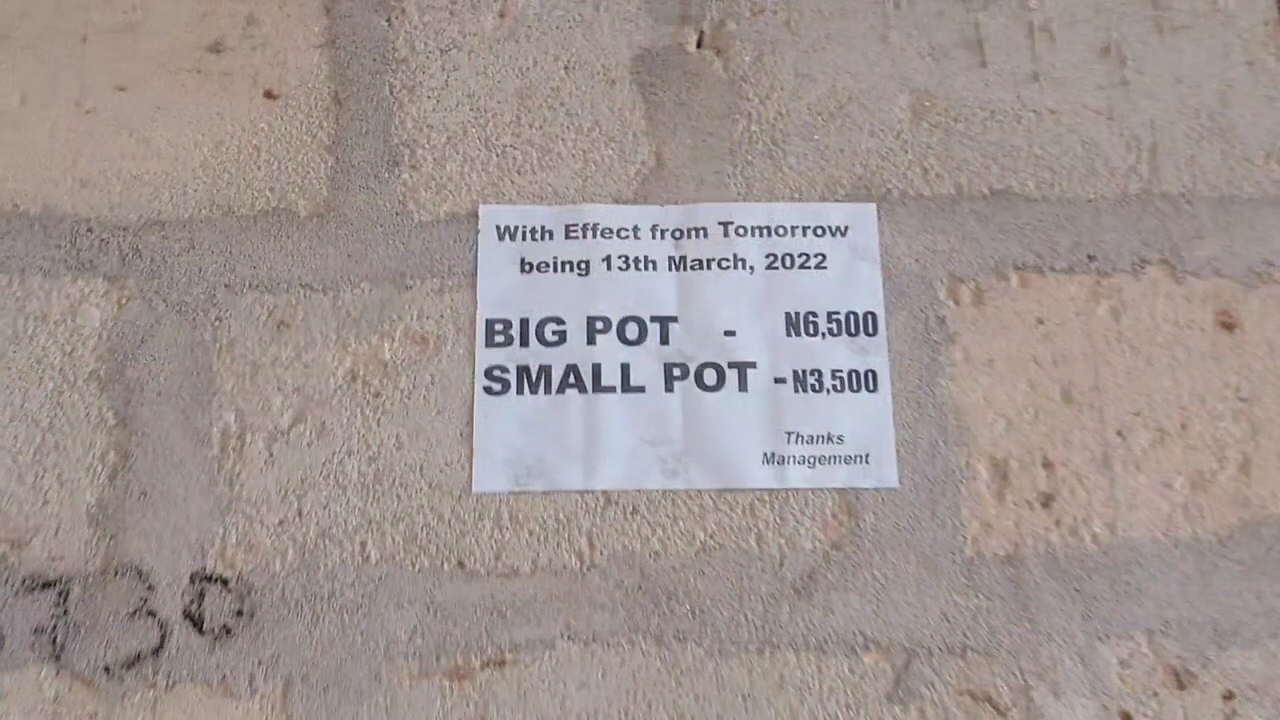 With Effect from Tomorrow
being 13th March, 2022
BIG POT - N6,500
SMALL POT - N3,500
Thanks
Management